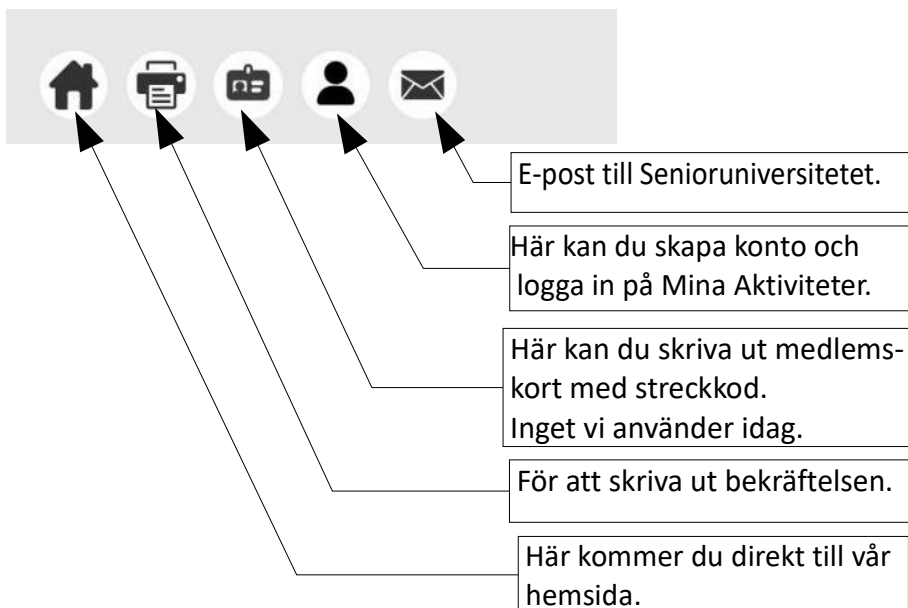 E-post till Senioruniversitetet.
Här kan du skapa konto och
logga in på Mina Aktiviteter.
Här kan du skriva ut medlems-
kort med streckkod.
Inget vi använder idag.
För att skriva ut bekräftelsen.
Här kommer du direkt till vår
hemsida.